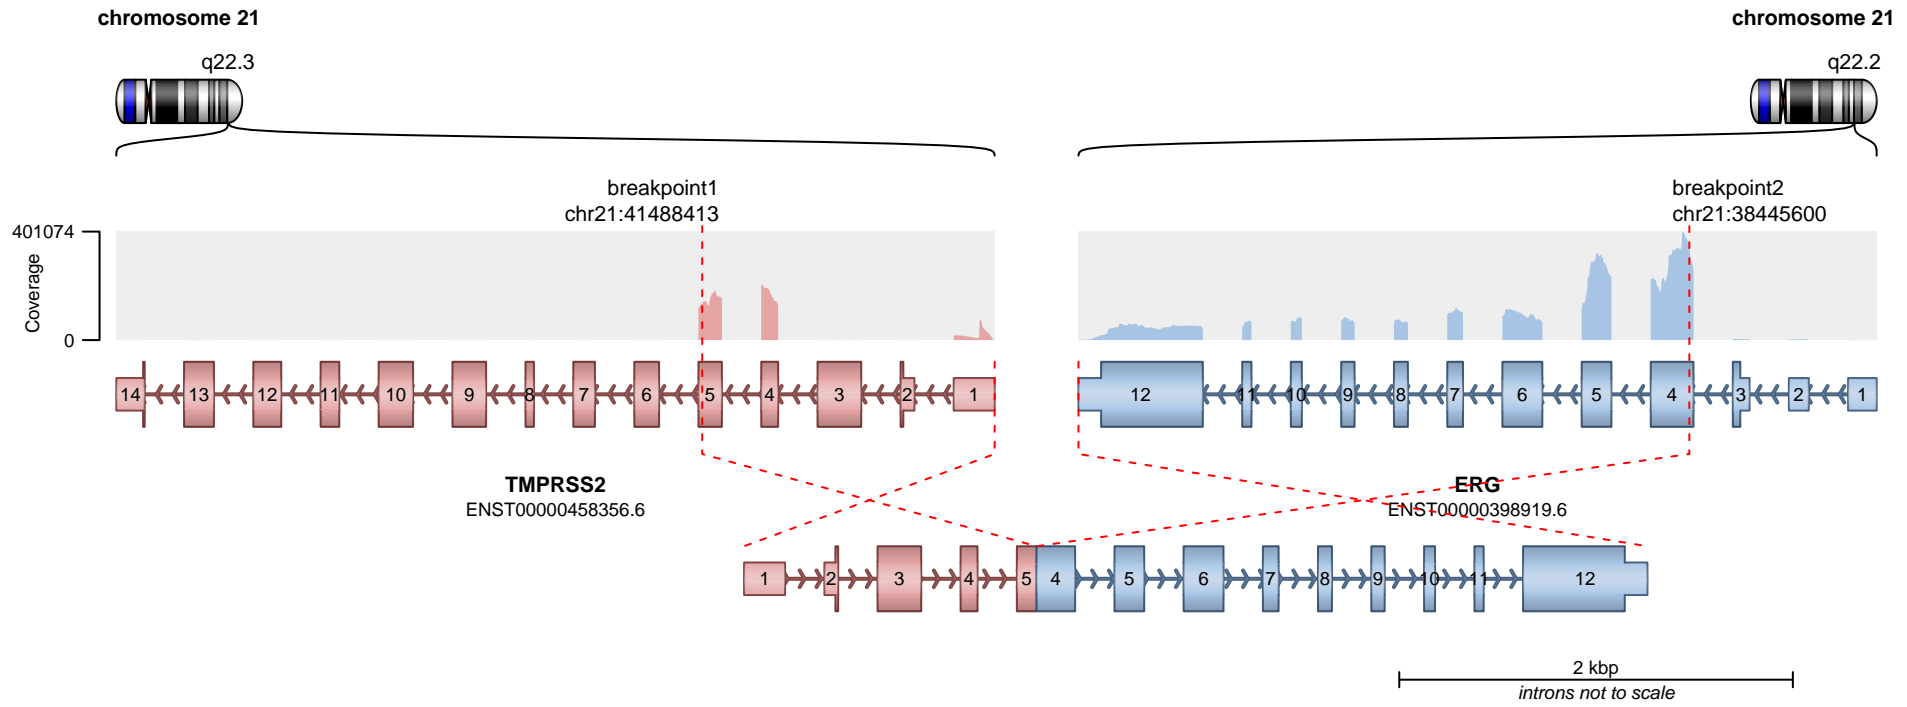 chromosome 21
chromosome 21
q22.3
q22.2
breakpoint1
chr21:41488413
breakpoint2
chr21:38445600
401074
Coverage
0
14 13 12 11 10 9 8 7 6 5 4 3 2 1
12 11 10 9 8 7 6 5 4 3 2 1
TMPRSS2
ENST00000458356.6
ERG
ENST00000398919.6
1 2 3 4 5 4 5 6 7 8 9 10 11 12
2 kbp
introns not to scale